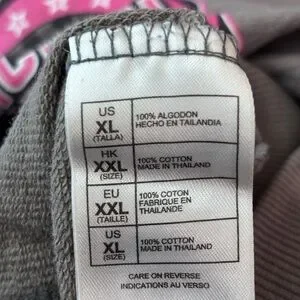 US
XL
(TALLA)
100% ALGODON
HECHO EN TAILANDIA
HK
XXL
(SIZE)
100% COTTON
MADE IN THAILAND
EU
XXL
(TAILLE)
100% COTON
FABRIQUE EN
THAILANDE
US
XL
(SIZE)
100% COTTON
MADE IN THAILAND
CARE ON REVERSE
INDICATIONS AU VERSO